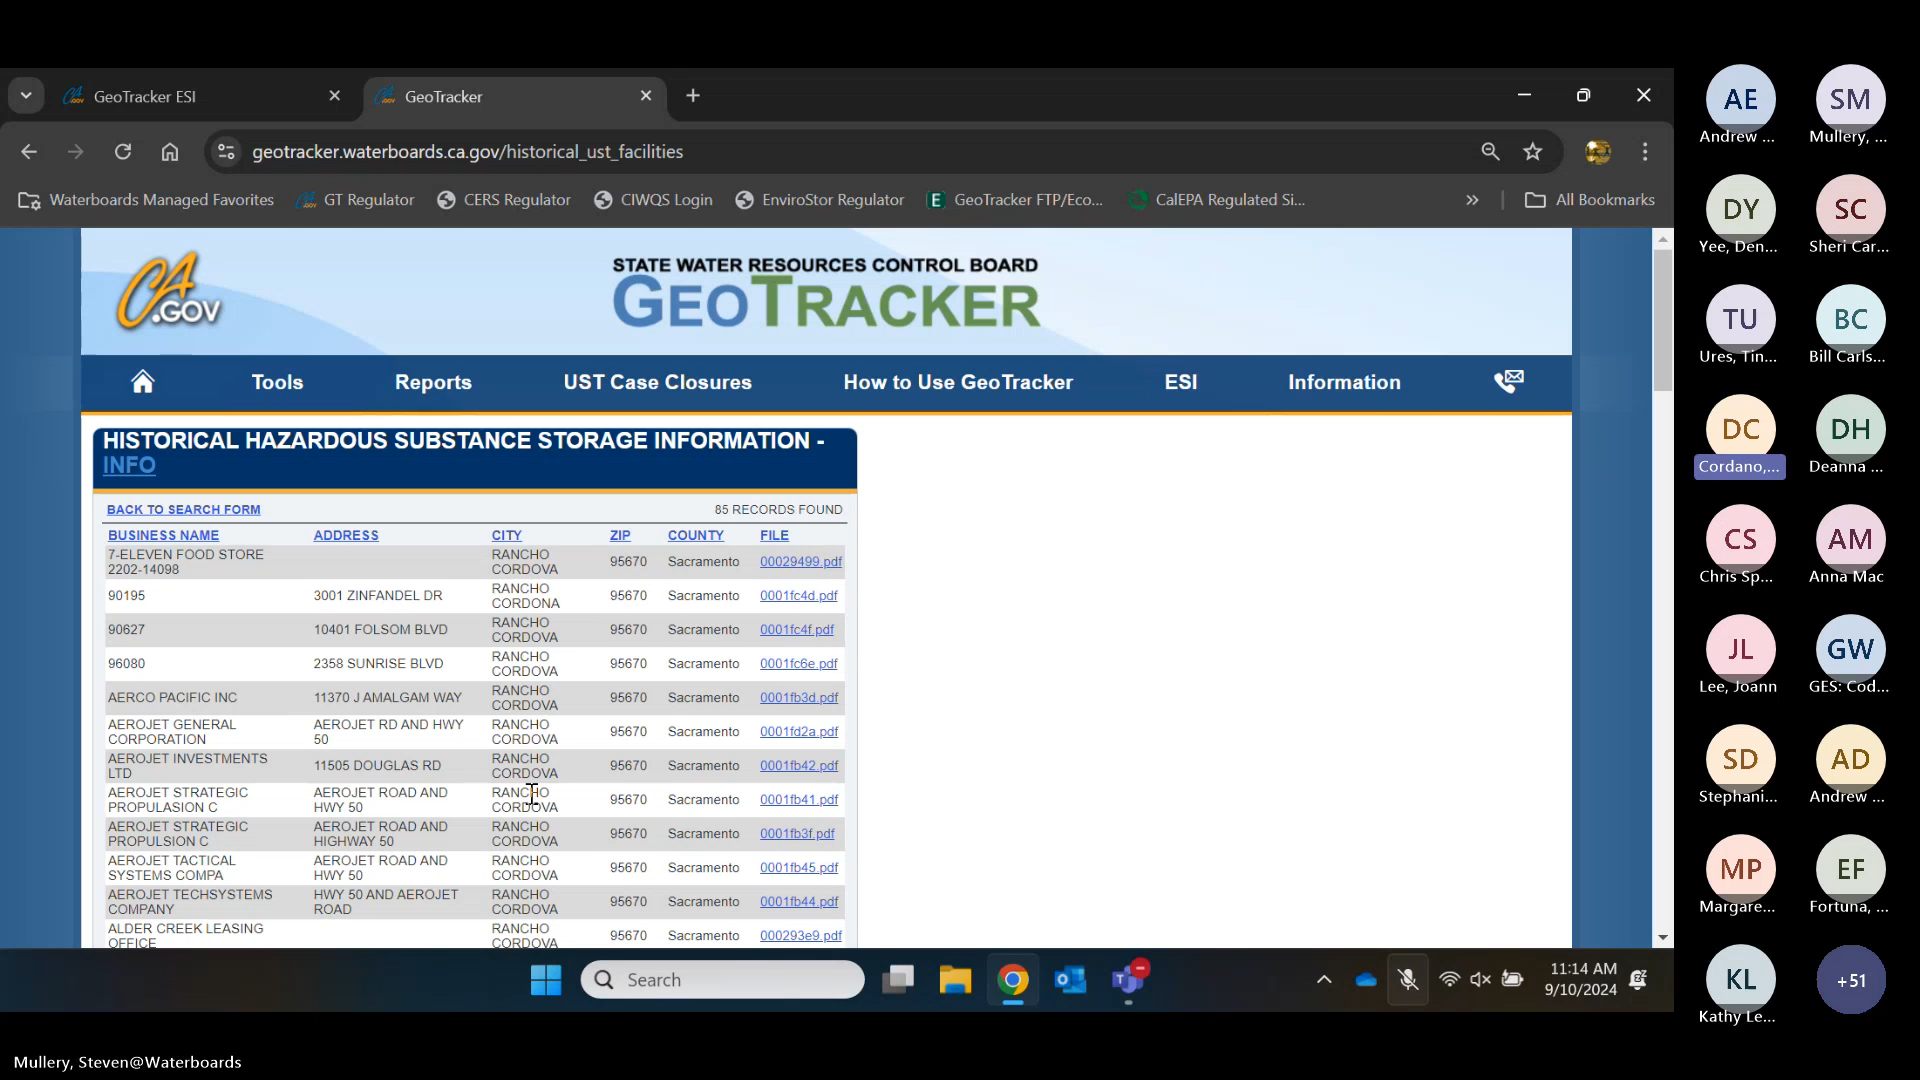 GeoTracker ESI
GeoTracker
geotracker.waterboards.ca.gov/historical_ust_facilities
Waterboards Managed Favorites
GT Regulator
CERS Regulator
CIWQS Login
EnviroStor Regulator
E
GeoTracker FTP/Eco...
CalEPA Regulated Si...
»
All Bookmarks
CA
.GOV
STATE WATER RESOURCES CONTROL BOARD
GEOTRACKER
Tools
Reports
UST Case Closures
How to Use GeoTracker
ESI
Information
HISTORICAL HAZARDOUS SUBSTANCE STORAGE INFORMATION -
INFO
BACK TO SEARCH FORM
85 RECORDS FOUND
BUSINESS NAME ADDRESS CITY ZIP COUNTY FILE
7-ELEVEN FOOD STORE
2202-14098
RANCHO
CORDOVA
95670 Sacramento 00029499.pdf
90195 3001 ZINFANDEL DR
RANCHO
CORDONA
95670 Sacramento 0001fc4d.pdf
90627 10401 FOLSOM BLVD
RANCHO
CORDOVA
95670 Sacramento 0001fc4f.pdf
96080 2358 SUNRISE BLVD
RANCHO
CORDOVA
95670 Sacramento 0001fc6e.pdf
AERCO PACIFIC INC 11370 J AMALGAM WAY
RANCHO
CORDOVA
95670 Sacramento 0001fb3d.pdf
AEROJET GENERAL
CORPORATION
AEROJET RD AND HWY
50
RANCHO
CORDOVA
95670 Sacramento 0001fd2a.pdf
AEROJET INVESTMENTS
LTD
11505 DOUGLAS RD
RANCHO
CORDOVA
95670 Sacramento 0001fb42.pdf
AEROJET STRATEGIC
PROPULASION C
AEROJET ROAD AND
HWY 50
RANCHO
CORDOVA
95670 Sacramento 0001fb41.pdf
AEROJET STRATEGIC
PROPULSION C
AEROJET ROAD AND
HIGHWAY 50
RANCHO
CORDOVA
95670 Sacramento 0001fb3f.pdf
AEROJET TACTICAL
SYSTEMS COMPA
AEROJET ROAD AND
HWY 50
RANCHO
CORDOVA
95670 Sacramento 0001fb45.pdf
AEROJET TECHSYSTEMS
COMPANY
HWY 50 AND AEROJET
ROAD
RANCHO
CORDOVA
95670 Sacramento 0001fb44.pdf
ALDER CREEK LEASING
OFFICE
RANCHO
CORDOVA
95670 Sacramento 000293e9.pdf
Search
11:14 AM
9/10/2024
Mullery, Steven@Waterboards
AE
Andrew ...
SM
Mullery, ...
DY
Yee, Den...
SC
Sheri Car...
TU
Ures, Tin...
BC
Bill Carls...
DC
Cordano,...
DH
Deanna ...
CS
Chris Sp...
AM
Anna Mac
JL
Lee, Joann
GW
GES: Cod...
SD
Stephani...
AD
Andrew ...
MP
Margare...
EF
Fortuna, ...
KL
Kathy Le...
+51